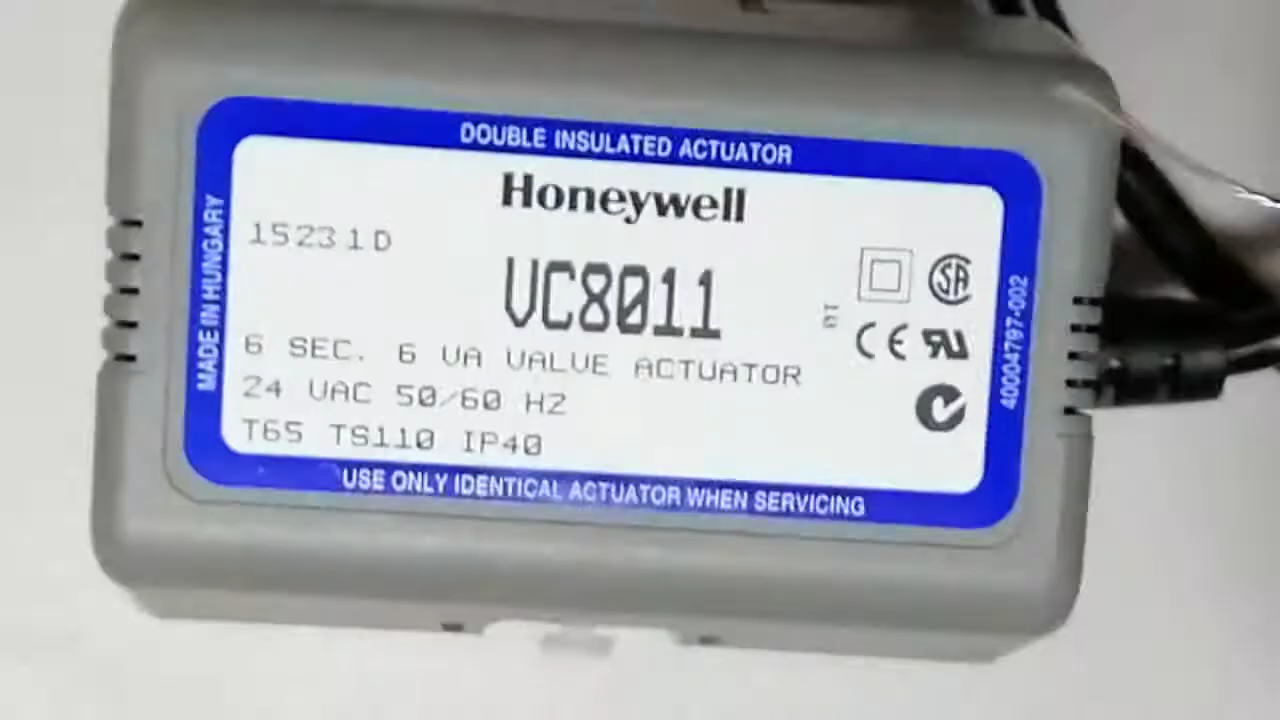 DOUBLE INSULATED ACTUATOR
Honeywell
15231D
VC8011
6 SEC. 6 VA VALVE ACTUATOR
24 VAC 50/60 HZ
T65 TS110 IP40
USE ONLY IDENTICAL ACTUATOR WHEN SERVICING
MADE IN HUNGARY
SA
CE
40004797-002